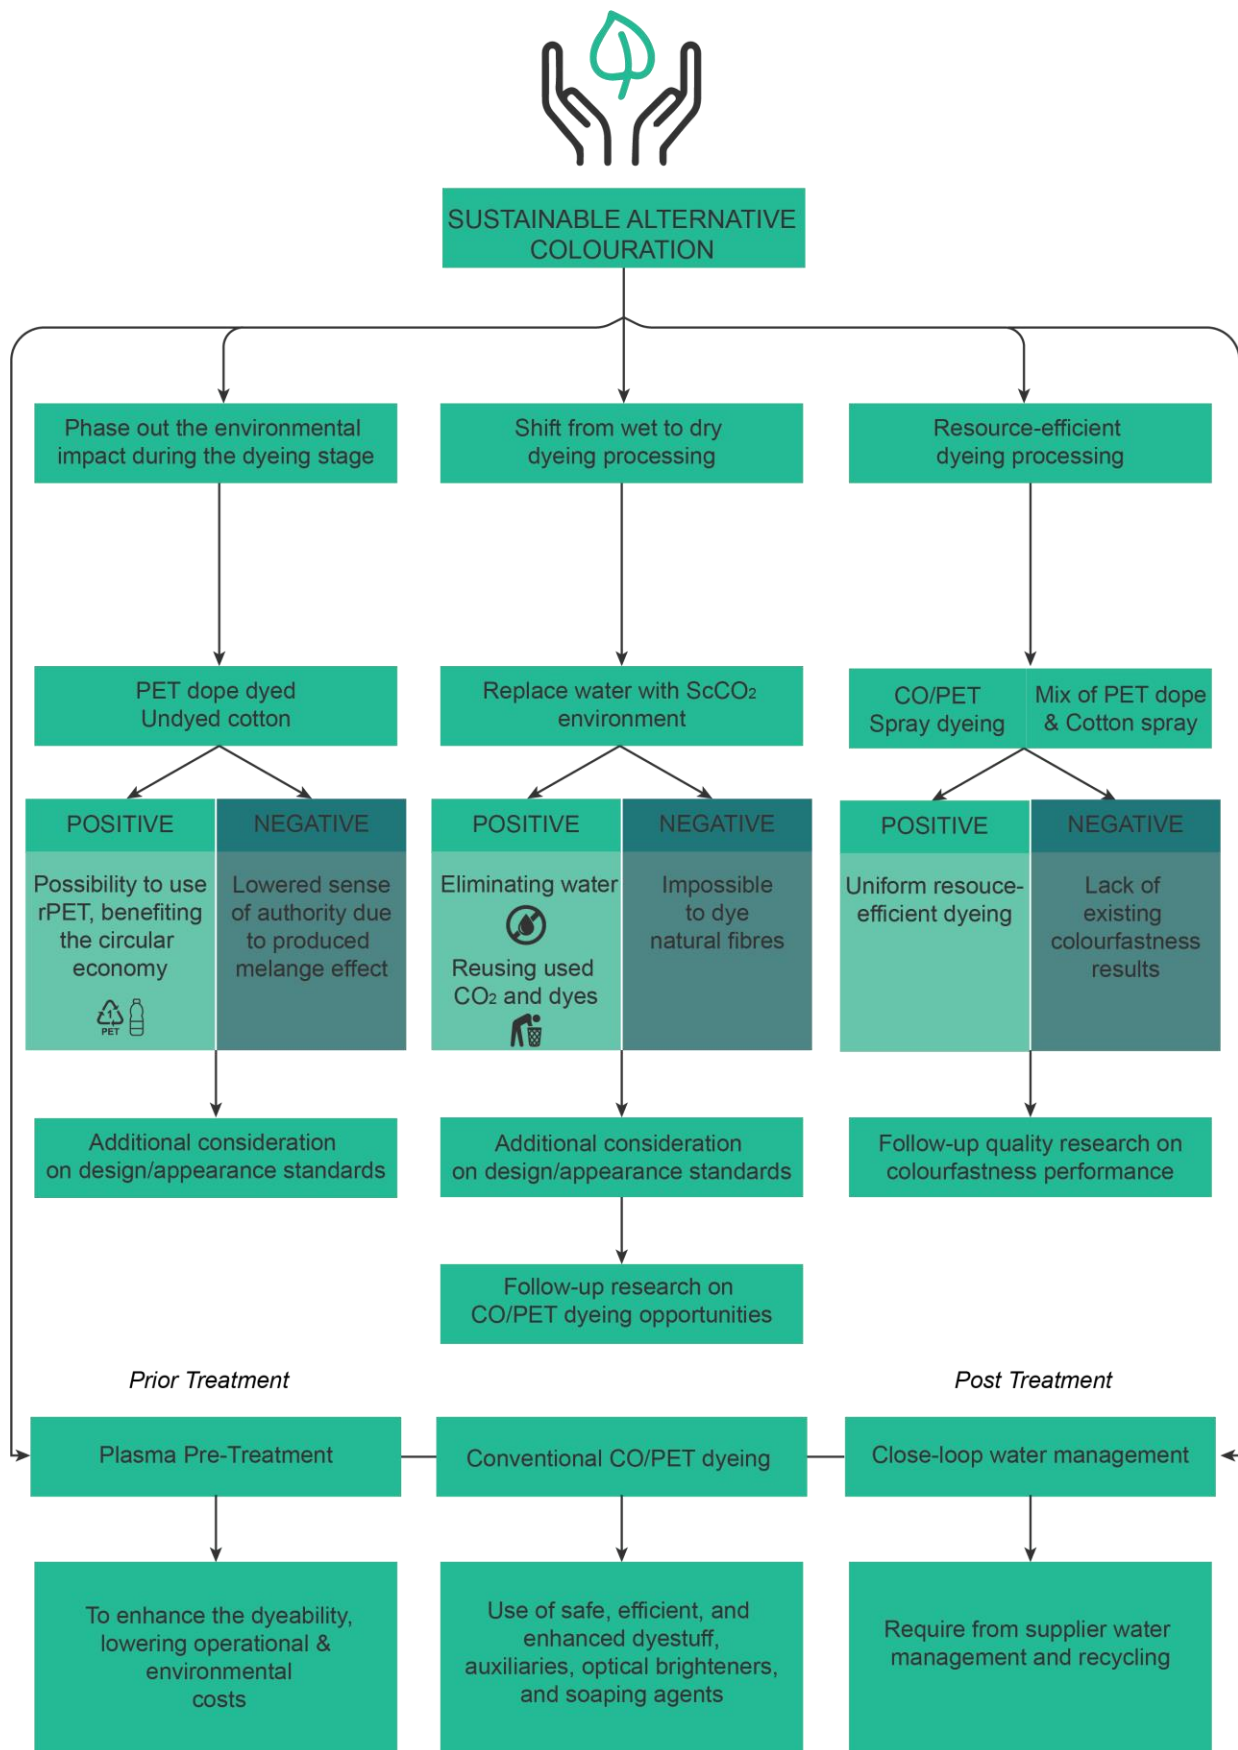 SUSTAINABLE ALTERNATIVE
COLOURATION
Phase out the environmental
impact during the dyeing stage
Shift from wet to dry
dyeing processing
Resource-efficient
dyeing processing
PET dope dyed
Undyed cotton
Replace water with ScCO₂
environment
CO/PET
Spray dyeing
Mix of PET dope
& Cotton spray
POSITIVE
NEGATIVE
Possibility to use
rPET, benefiting
the circular
economy
1
PET
Lowered sense
of authority due
to produced
melange effect
POSITIVE
NEGATIVE
Eliminating water
Reusing used
CO₂ and dyes
Impossible
to dye
natural fibres
POSITIVE
NEGATIVE
Uniform resouce-
efficient dyeing
Lack of
existing
colourfastness
results
Additional consideration
on design/appearance standards
Additional consideration
on design/appearance standards
Follow-up quality research on
colourfastness performance
Follow-up research on
CO/PET dyeing opportunities
Prior Treatment
Post Treatment
Plasma Pre-Treatment
Conventional CO/PET dyeing
Close-loop water management
To enhance the dyeability,
lowering operational &
environmental
costs
Use of safe, efficient, and
enhanced dyestuff,
auxiliaries, optical brighteners,
and soaping agents
Require from supplier water
management and recycling